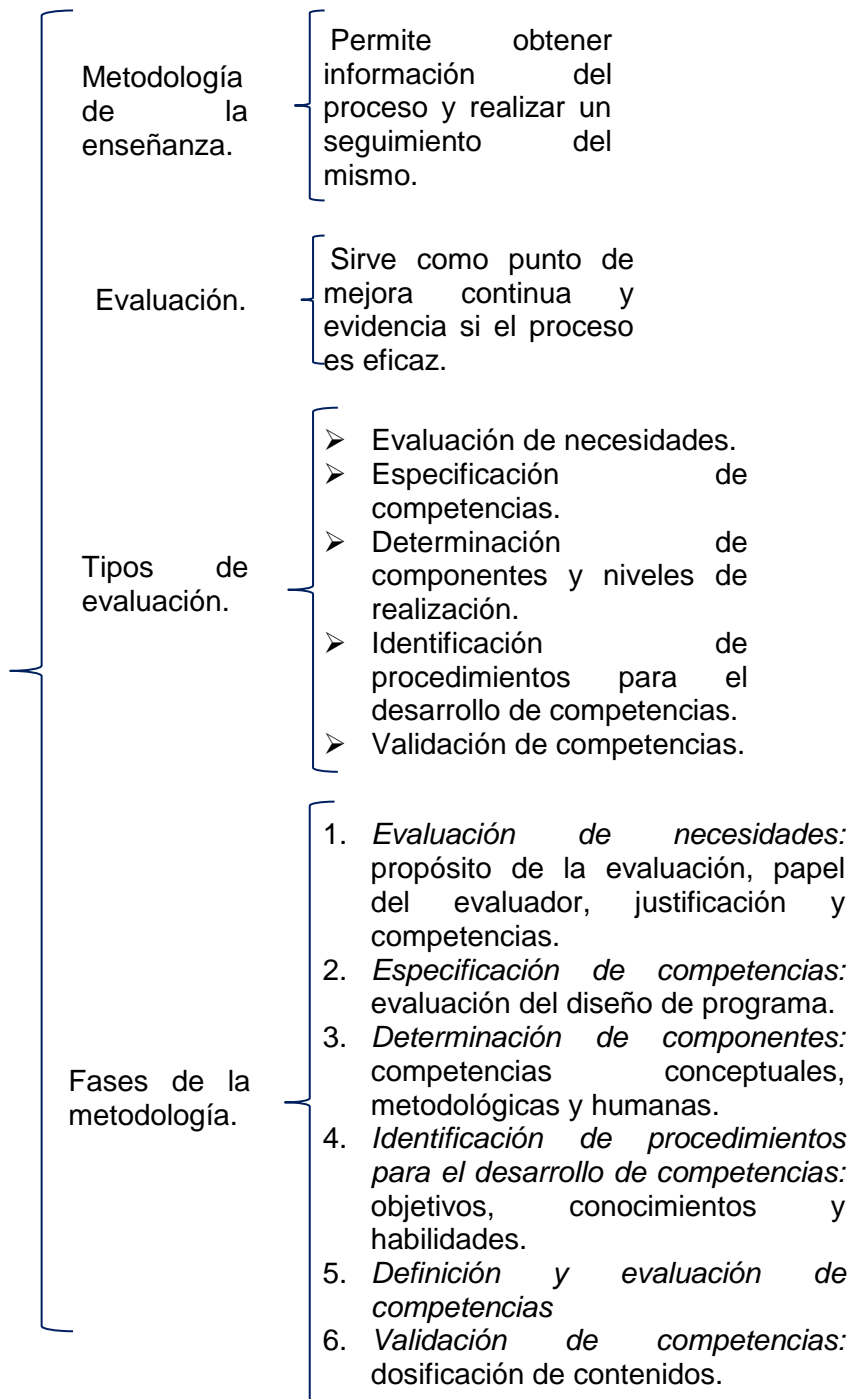 Metodología
de la
enseñanza.
Permite obtener
información del
proceso y realizar un
seguimiento del
mismo.
Evaluación.
Sirve como punto de
mejora continua y
evidencia si el proceso
es eficaz.
Tipos de
evaluación.
➢ Evaluación de necesidades.
➢ Especificación de
competencias.
➢ Determinación de
componentes y niveles de
realización.
➢ Identificación de
procedimientos para el
desarrollo de competencias.
➢ Validación de competencias.
Fases de la
metodología.
1. Evaluación de necesidades:
propósito de la evaluación, papel
del evaluador, justificación y
competencias.
2. Especificación de competencias:
evaluación del diseño de programa.
3. Determinación de componentes:
competencias conceptuales,
metodológicas y humanas.
4. Identificación de procedimientos
para el desarrollo de competencias:
objetivos, conocimientos y
habilidades.
5. Definición y evaluación de
competencias
6. Validación de competencias:
dosificación de contenidos.